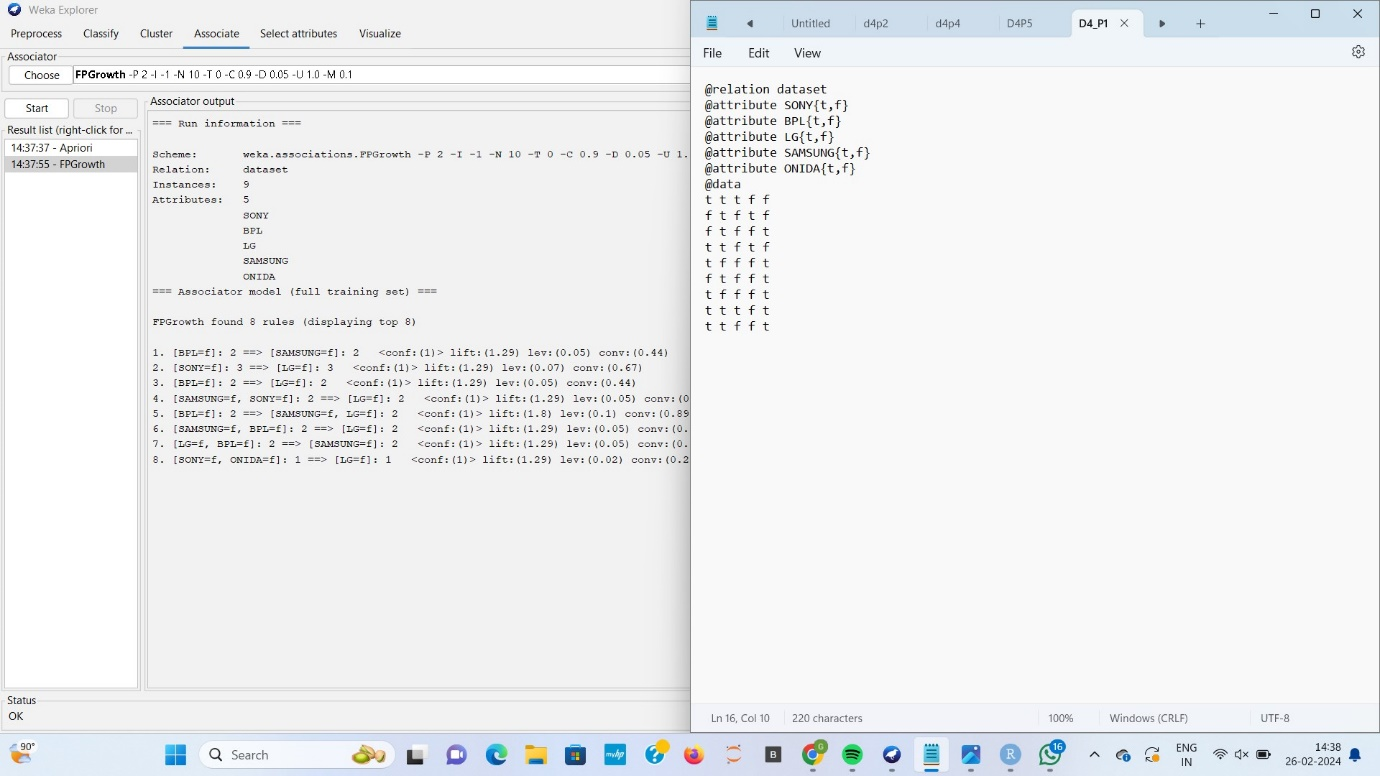 Weka Explorer
Preprocess Classify Cluster Associate Select attributes Visualize
Associator
Choose FPGrowth -P 2 -I -1 -N 10 -T 0 -C 0.9 -D 0.05 -U 1.0 -M 0.1
Start Stop
Result list (right-click for ...
14:37:37 - Apriori
14:37:55 - FPGrowth
Associator output
=== Run information ===
Scheme: weka.associations.FPGrowth -P 2 -I -1 -N 10 -T 0 -C 0.9 -D 0.05 -U 1.
Relation: dataset
Instances: 9
Attributes: 5
SONY
BPL
LG
SAMSUNG
ONIDA
=== Associator model (full training set) ===
FPGrowth found 8 rules (displaying top 8)
1. [BPL=f]: 2 ==> [SAMSUNG=f]: 2 <conf:(1)> lift:(1.29) lev:(0.05) conv:(0.44)
2. [SONY=f]: 3 ==> [LG=f]: 3 <conf:(1)> lift:(1.29) lev:(0.07) conv:(0.67)
3. [BPL=f]: 2 ==> [LG=f]: 2 <conf:(1)> lift:(1.29) lev:(0.05) conv:(0.44)
4. [SAMSUNG=f, SONY=f]: 2 ==> [LG=f]: 2 <conf:(1)> lift:(1.29) lev:(0.05) conv:(0
5. [BPL=f]: 2 ==> [SAMSUNG=f, LG=f]: 2 <conf:(1)> lift:(1.8) lev:(0.1) conv:(0.89
6. [SAMSUNG=f, BPL=f]: 2 ==> [LG=f]: 2 <conf:(1)> lift:(1.29) lev:(0.05) conv:(0.
7. [LG=f, BPL=f]: 2 ==> [SAMSUNG=f]: 2 <conf:(1)> lift:(1.29) lev:(0.05) conv:(0.
8. [SONY=f, ONIDA=f]: 1 ==> [LG=f]: 1 <conf:(1)> lift:(1.29) lev:(0.02) conv:(0.2
Status
OK
Untitled d4p2 d4p4 D4P5 D4_P1
File Edit View
@relation dataset
@attribute SONY{t,f}
@attribute BPL{t,f}
@attribute LG{t,f}
@attribute SAMSUNG{t,f}
@attribute ONIDA{t,f}
@data
t t t f f
f t f t f
f t f f t
t t f t f
t f f f t
f t f f t
t f f f t
t t t f t
t t f f t
Ln 16, Col 10 220 characters 100% Windows (CRLF) UTF-8
90°
Search
myhp
B
G
R
16
ENG
IN
14:38
26-02-2024